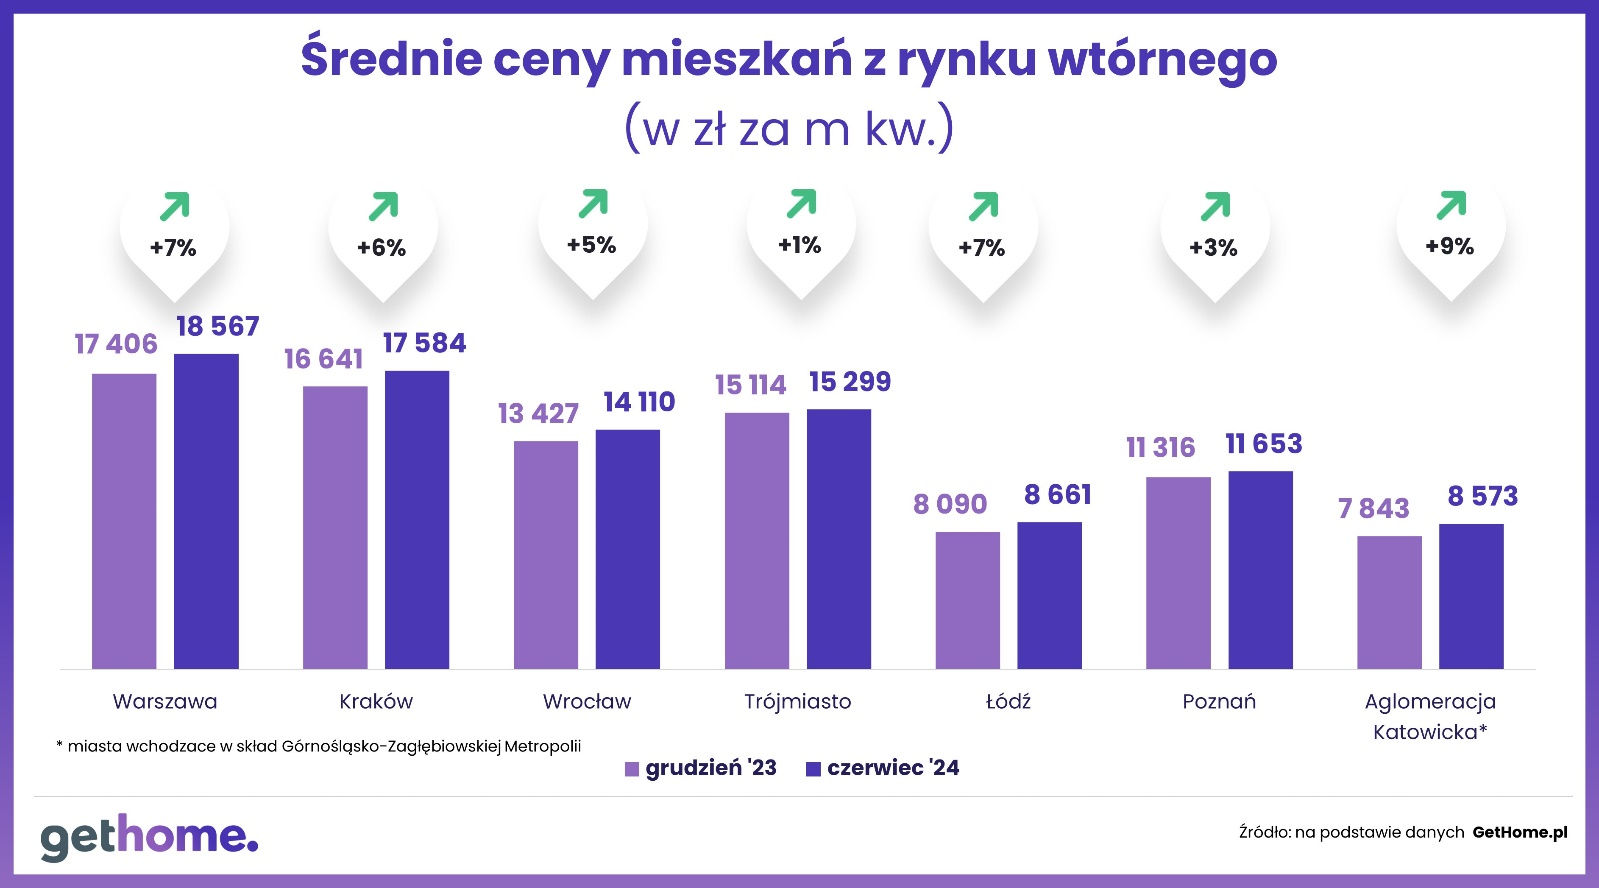 Średnie ceny mieszkań z rynku wtórnego
(w zł za m kw.)
+7%
+6%
+5%
+1%
+7%
+3%
+9%
17 406
18 567
16 641
17 584
13 427
14 110
15 114
15 299
8 090
8 661
11 316
11 653
7 843
8 573
Warszawa
Kraków
Wrocław
Trójmiasto
Łódź
Poznań
Aglomeracja
Katowicka*
* miasta wchodzace w skład Górnośląsko-Zagłębiowskiej Metropolii
grudzień '23
czerwiec '24
gethome.
Źródło: na podstawie danych GetHome.pl